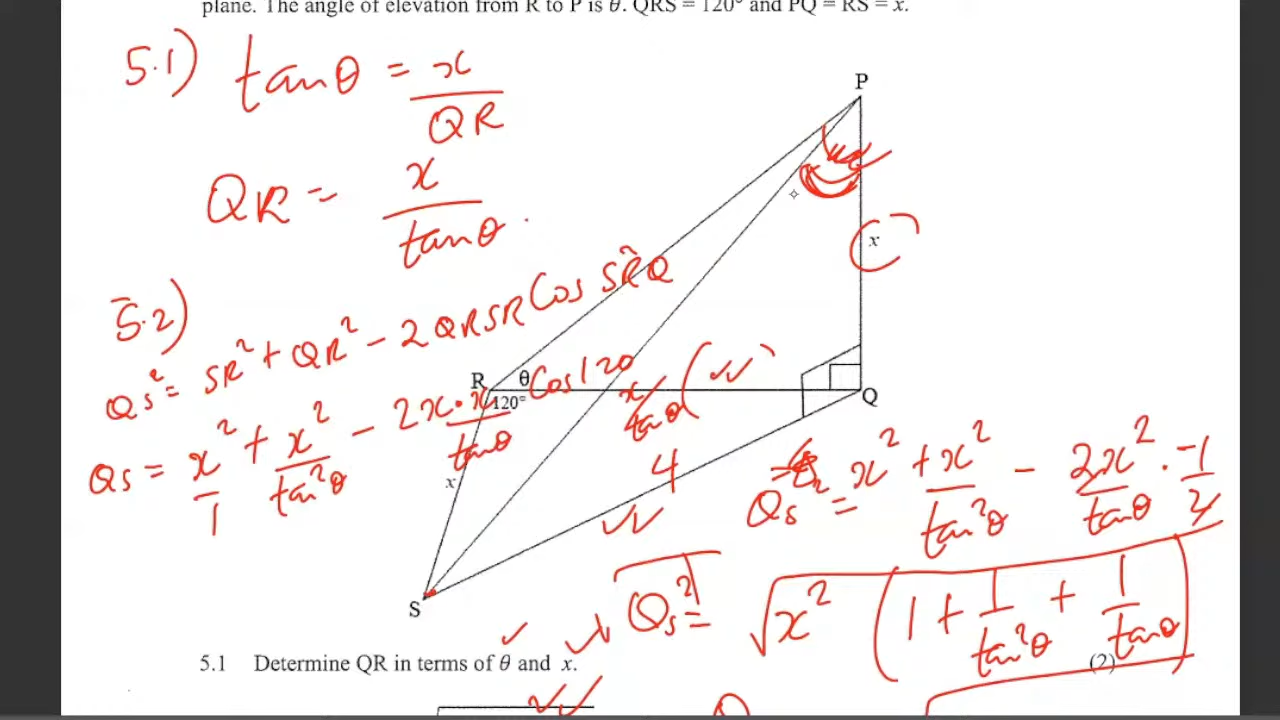 plane. The angle of elevation from R to P is θ. QRS = 120° and PQ = RS = x.
5.1) tanθ = x / QR
QR = x / tanθ
5.2)
Qs² = SR² + QR² - 2QRSR Cos SR̂Q
Qs = x²/1 + x²/tan²θ - 2x·x/tanθ Cos120
P
x
R
θ
120°
Q
x
S
x/tanθ
4
Qs² = x² + x²/tan²θ - 2x²/tanθ · -1/2
√Qs² = √x²(1 + 1/tan²θ + 1/tanθ)
5.1 Determine QR in terms of θ and x.
(2)